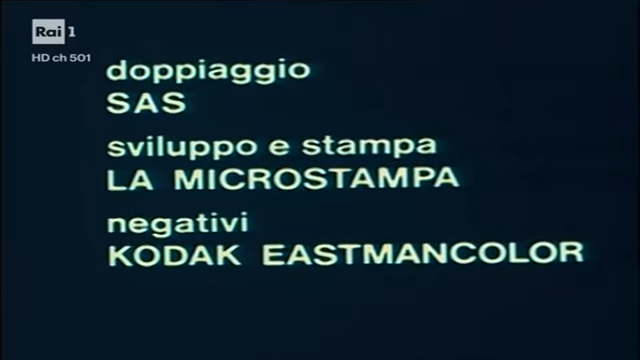 Rai 1
HD ch 501
doppiaggio
SAS
sviluppo e stampa
LA MICROSTAMPA
negativi
KODAK EASTMANCOLOR